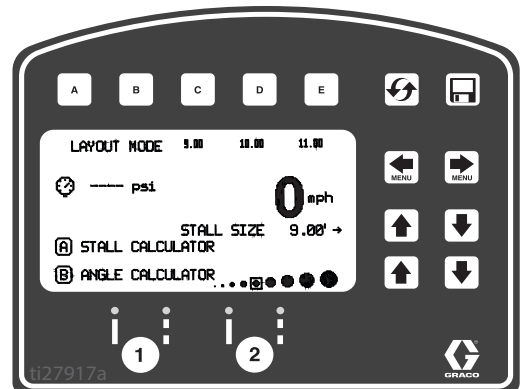 A B C D E
LAYOUT MODE 9.00 10.00 11.00
---- psi
0 mph
MENU MENU
STALL SIZE 9.00' →
A STALL CALCULATOR
B ANGLE CALCULATOR
1 2
ti27917a
GRACO